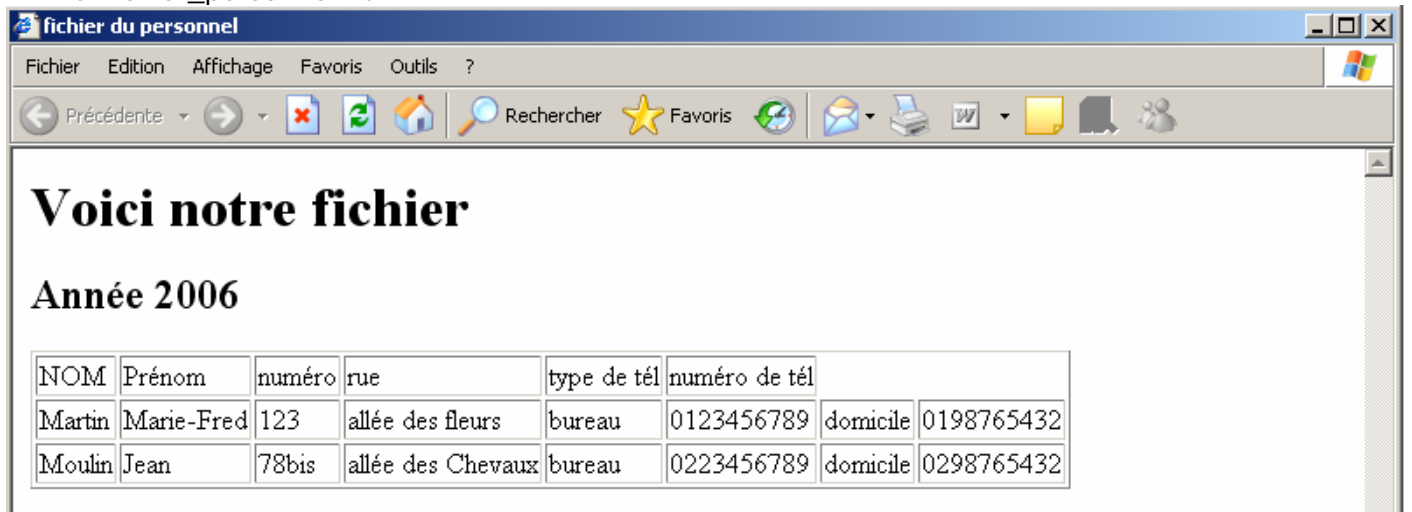 fichier du personnel
Fichier Edition Affichage Favoris Outils ?
Précédente Rechercher Favoris W
Voici notre fichier
Année 2006
NOM Prénom numéro rue type de tél numéro de tél
Martin Marie-Fred 123 allée des fleurs bureau 0123456789 domicile 0198765432
Moulin Jean 78bis allée des Chevaux bureau 0223456789 domicile 0298765432